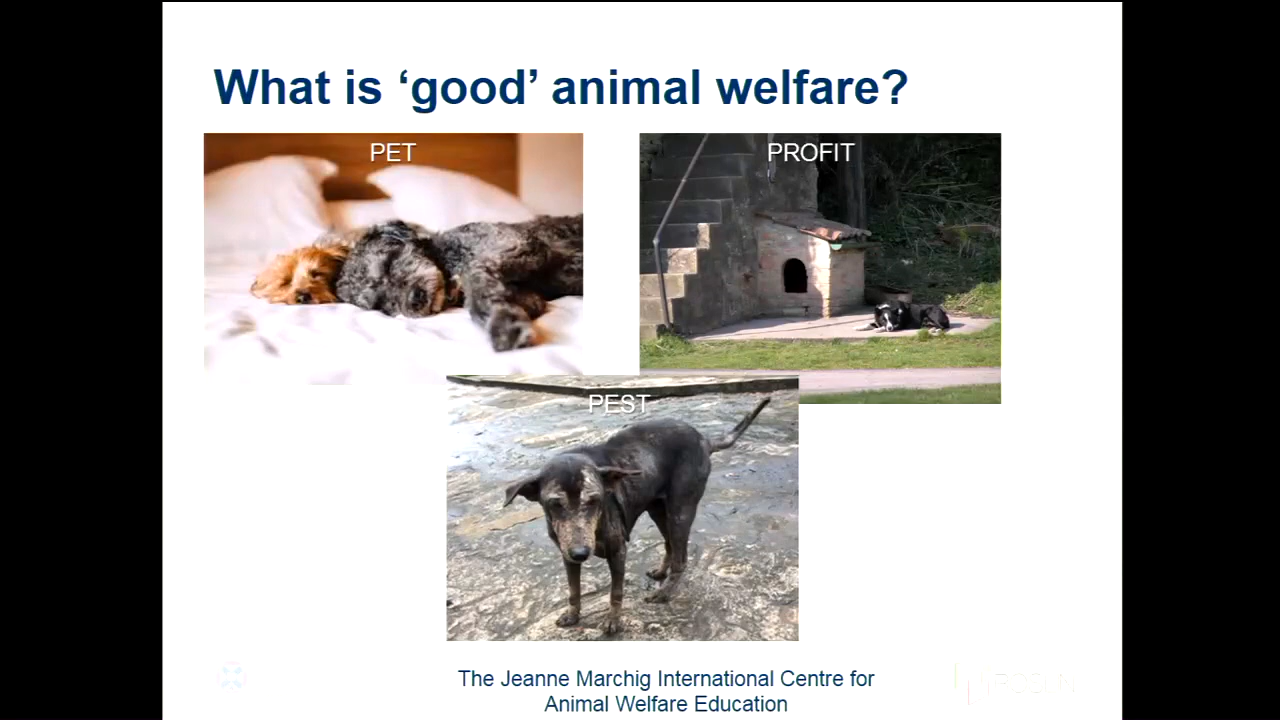 What is ‘good’ animal welfare?
PET
PROFIT
PEST
The Jeanne Marchig International Centre for
Animal Welfare Education